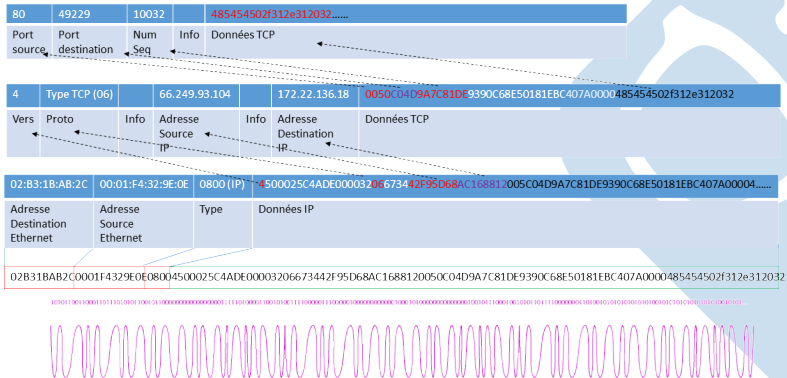 80 49229 10032 485454502f312e312032......
Port source Port destination Num Seq Info Données TCP
4 Type TCP (06) 66.249.93.104 172.22.136.18 0050C04D9A7C81DE9390C68E50181EBC407A0000485454502f312e312032
Vers Proto Info Adresse Source IP Info Adresse Destination IP Données TCP
02:B3:1B:AB:2C 00:01:F4:32:9E:0E 0800 (IP) 4500025C4ADE00003206673442F95D68AC168812005C04D9A7C81DE9390C68E50181EBC407A00004......
Adresse Destination Ethernet Adresse Source Ethernet Type Données IP
02B31BAB2C0001F4329E0E08004500025C4ADE00003206673442F95D68AC1688120050C04D9A7C81DE9390C68E50181EBC407A0000485454502f312e312032